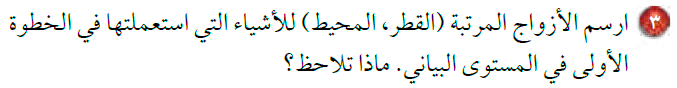 ٣ ارسم الأزواج المرتبة (القطر، المحيط) للأشياء التي استعملتها في الخطوة
الأولى في المستوى البياني. ماذا تلاحظ؟